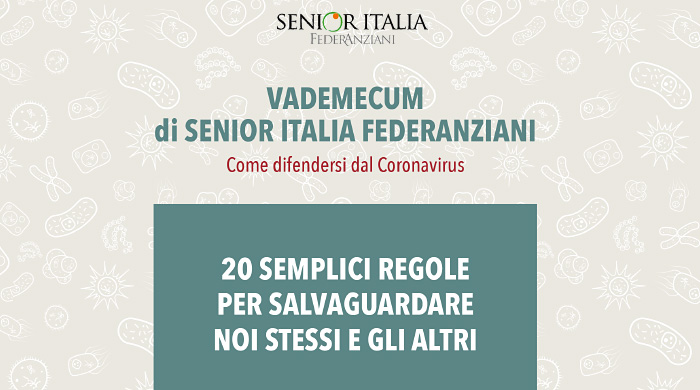 SENIOR ITALIA
FEDERANZIANI
VADEMECUM
di SENIOR ITALIA FEDERANZIANI
Come difendersi dal Coronavirus
20 SEMPLICI REGOLE
PER SALVAGUARDARE
NOI STESSI E GLI ALTRI